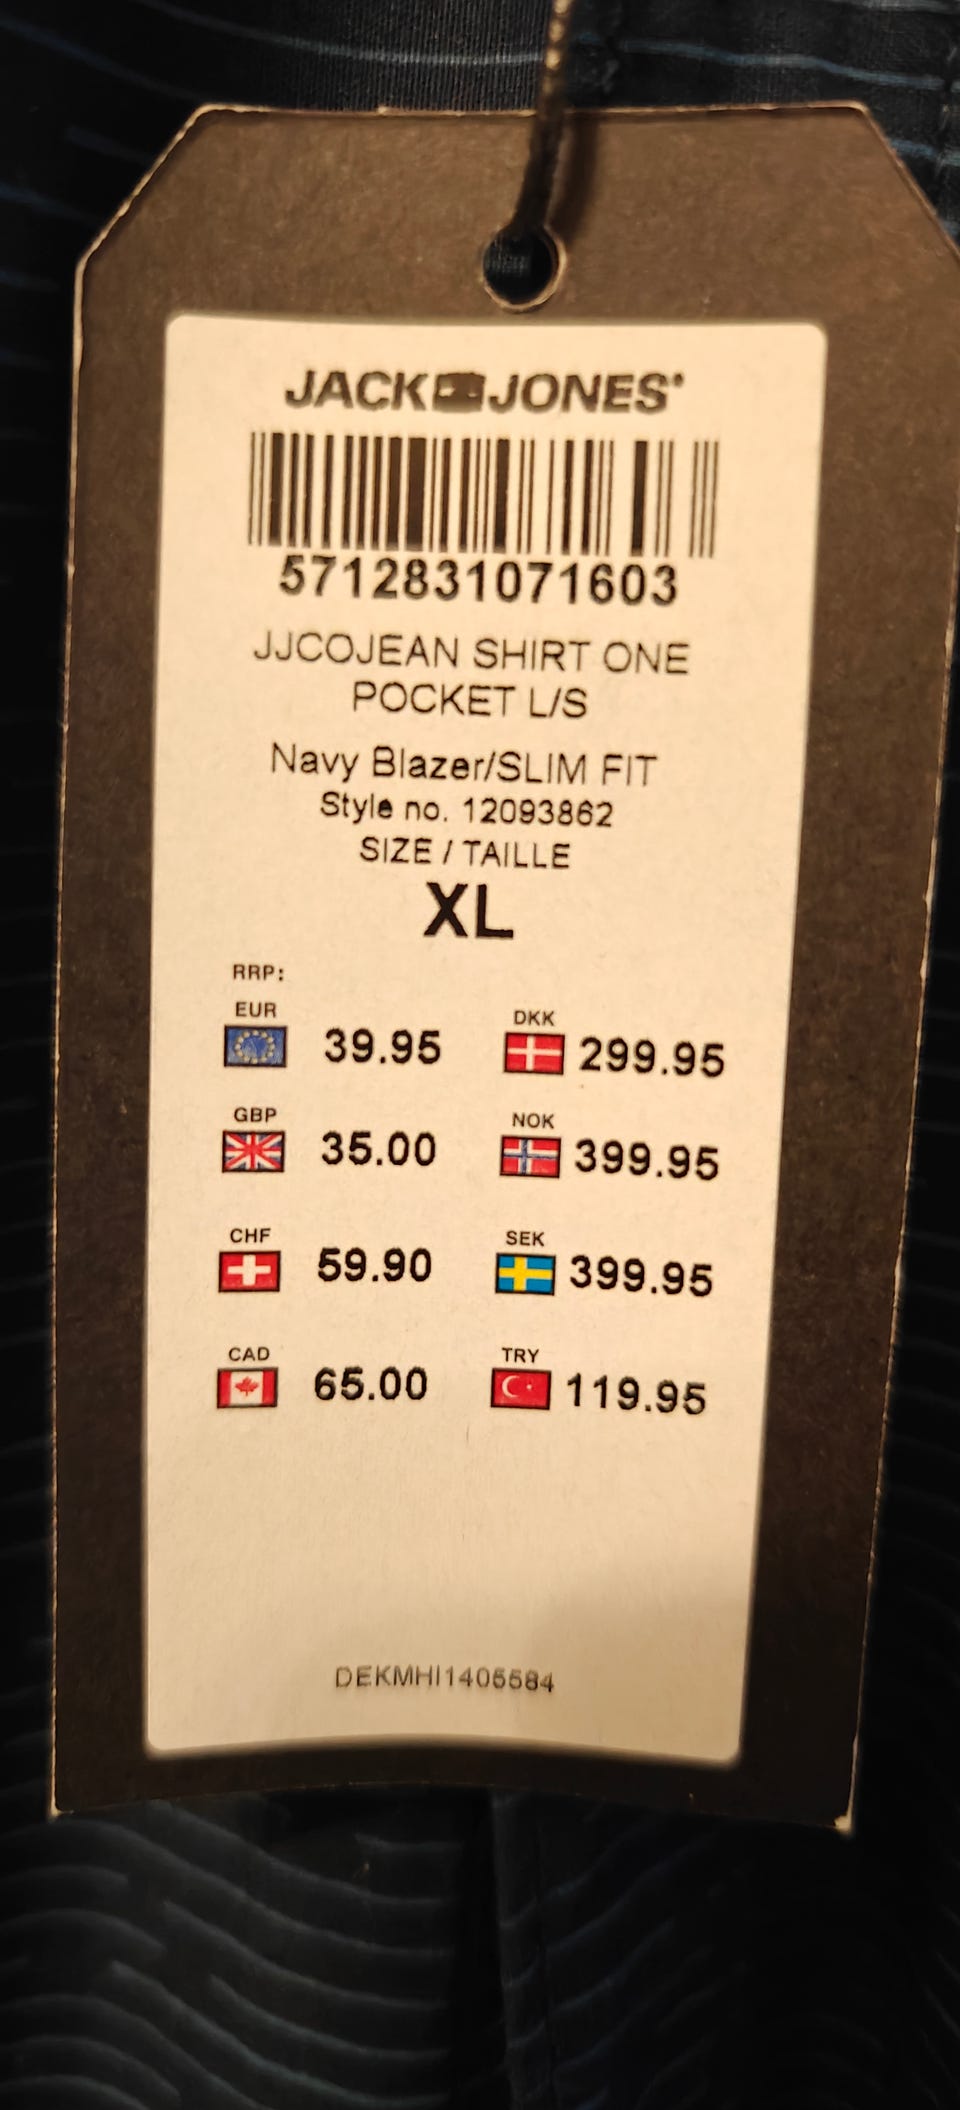 JACK JONES®
5712831071603
JJCOJEAN SHIRT ONE
POCKET L/S
Navy Blazer/SLIM FIT
Style no. 12093862
SIZE / TAILLE
XL
RRP:
EUR 39.95
DKK 299.95
GBP 35.00
NOK 399.95
CHF 59.90
SEK 399.95
CAD 65.00
TRY 119.95
DEKMHI1405584